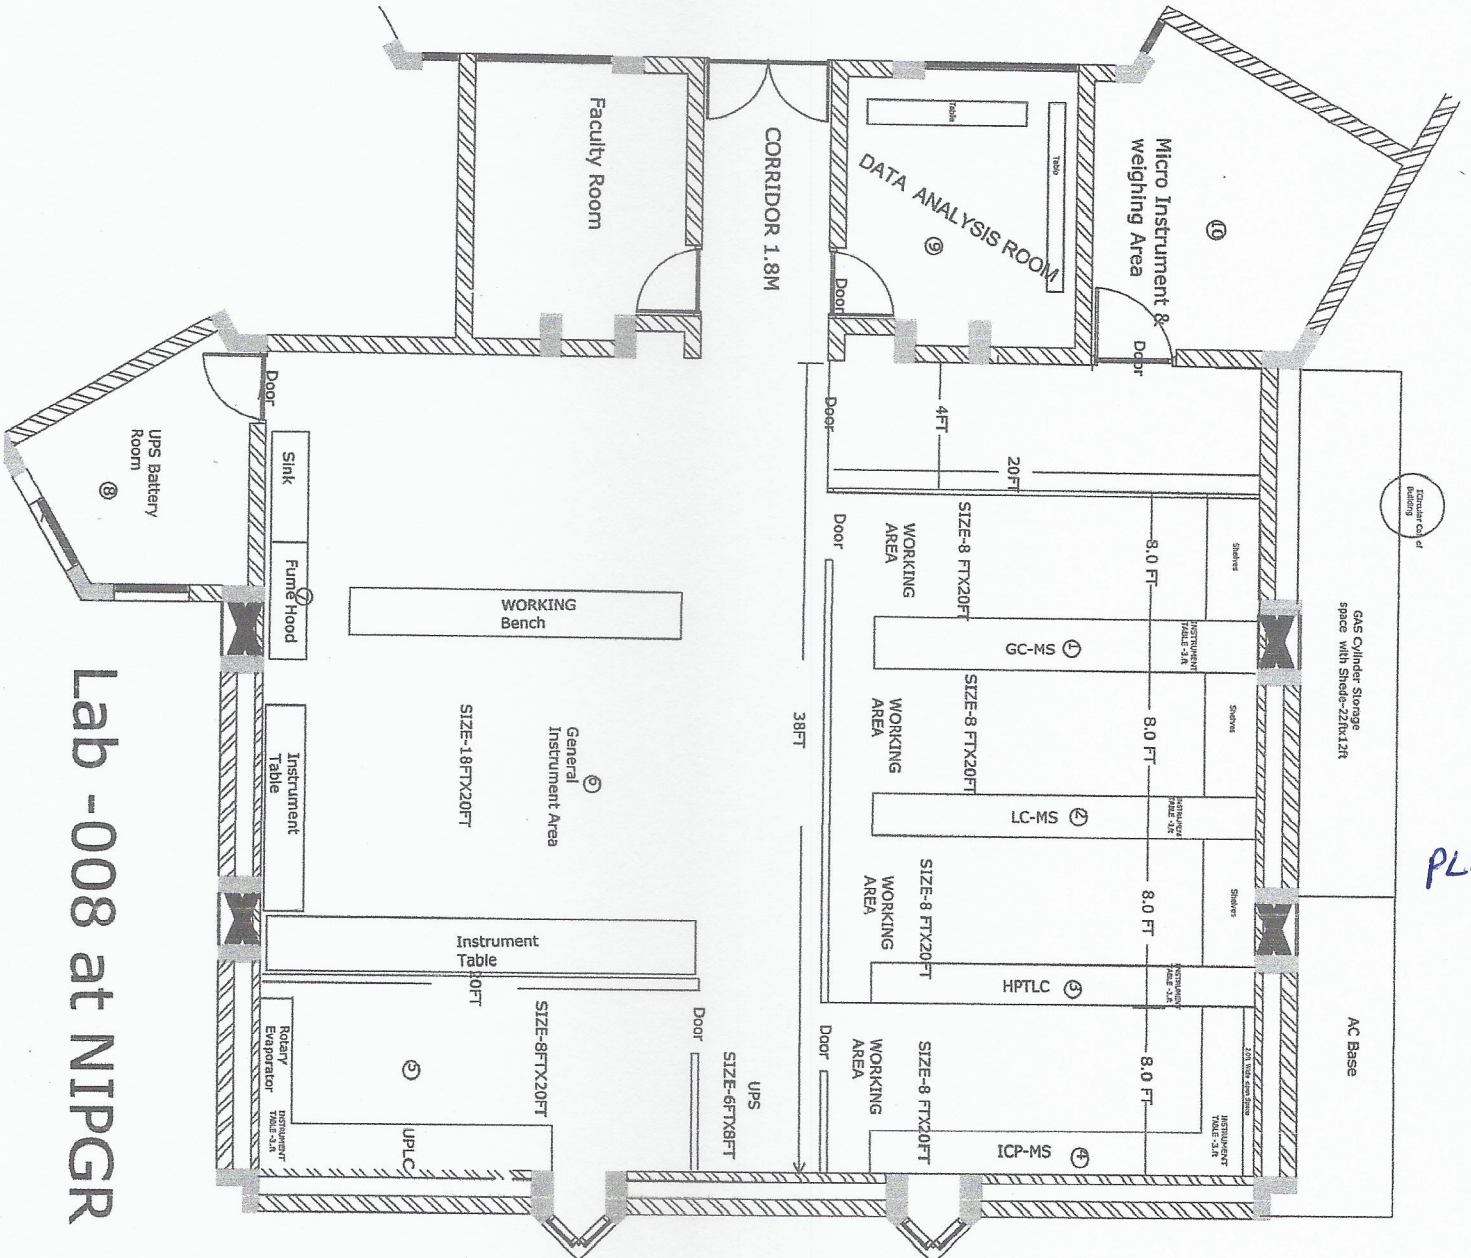 Faculty Room
CORRIDOR 1.8M
Table
Table
DATA ANALYSIS ROOM
9
Door
Micro Instrument &
weighing Area
10
Door
Door
UPS Battery
Room
8
Sink
Fume Hood
7
WORKING
Bench
Door
4FT
20FT
Door
WORKING
AREA
SIZE-8 FTX20FT
8.0 FT
Shelves
GC-MS 1
INSTRUMENT
TABLE -3.ft
GAS Cylinder Storage
space with Shede-22ftx12ft
SIZE-18FTX20FT
General
Instrument Area
6
38FT
WORKING
AREA
SIZE-8 FTX20FT
8.0 FT
Shelves
LC-MS 2
INSTRUMENT
TABLE -3.ft
Instrument
Table
Instrument
Table
20FT
WORKING
AREA
SIZE-8 FTX20FT
8.0 FT
Shelves
HPTLC 3
INSTRUMENT
TABLE -3.ft
PL
Rotary
Evaporator
INSTRUMENT
TABLE -3.ft
5
UPLC
SIZE-8FTX20FT
Door
UPS
SIZE-6FTX8FT
Door
WORKING
AREA
SIZE-8 FTX20FT
8.0 FT
INSTRUMENT
TABLE -3.ft
ICP-MS 4
AC Base
Lab -008 at NIPGR